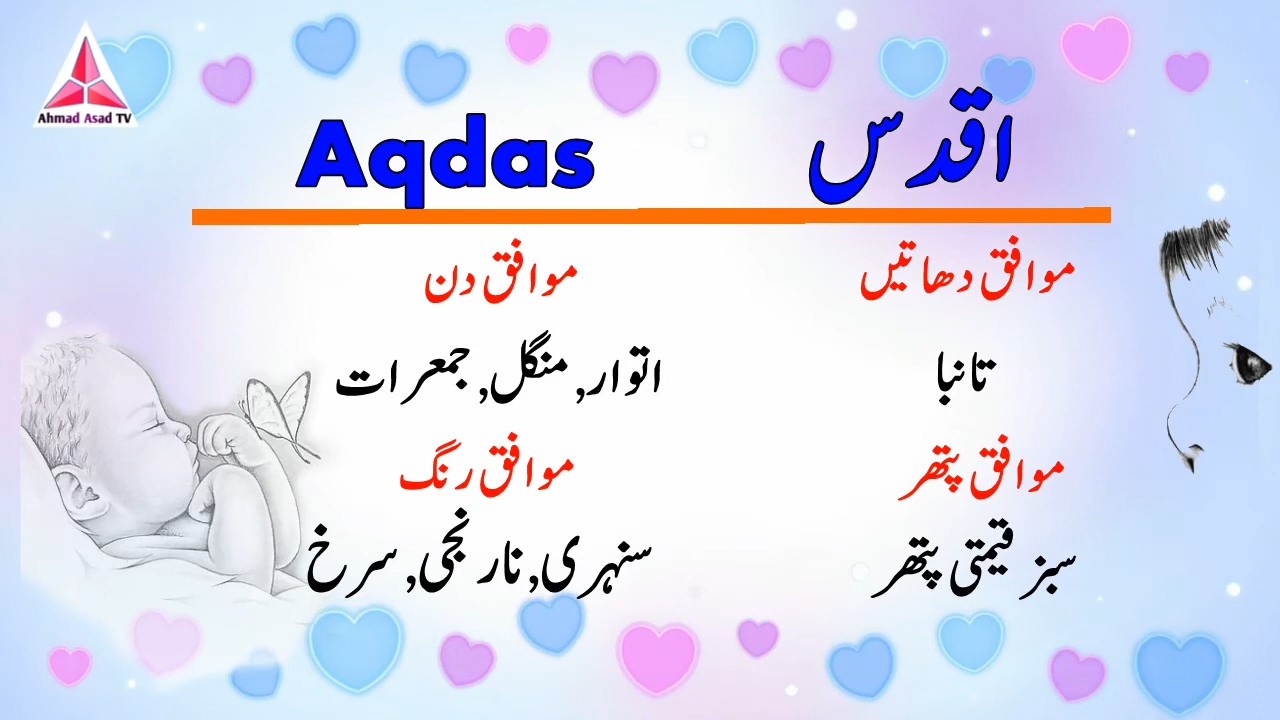 Ahmad Asad TV
Aqdas اقدس
موافق دھاتیں موافق دن
تانبا اتوار, منگل, جمعرات
موافق پتھر موافق رنگ
سبز قیمتی پتھر سنہری, نارنجی, سرخ